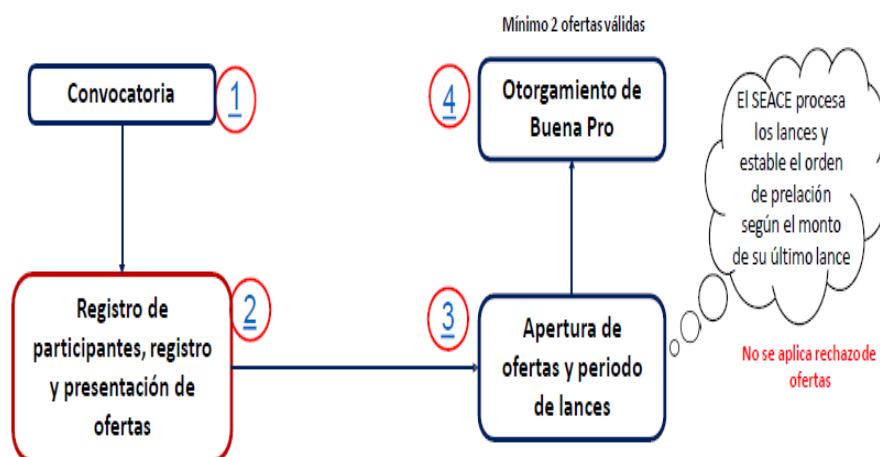 Mínimo 2 ofertas válidas
Convocatoria
1
4
Otorgamiento de
Buena Pro
El SEACE procesa
los lances y
estable el orden
de prelación
según el monto
de su último lance
Registro de
participantes, registro
y presentación de
ofertas
2
3
Apertura de
ofertas y periodo
de lances
No se aplica rechazo de
ofertas